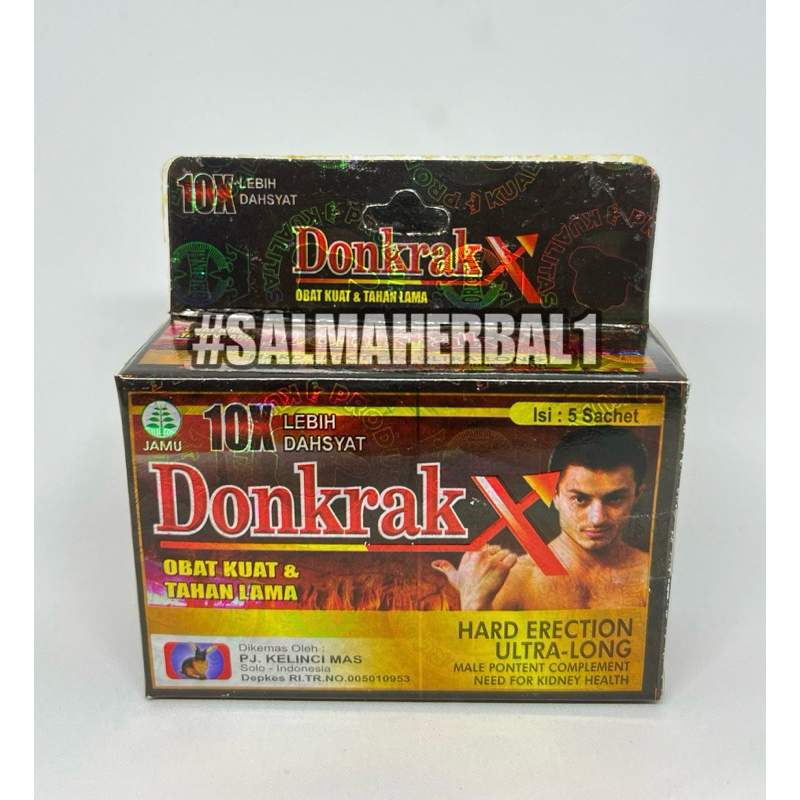 10X LEBIH
DAHSYAT
Donkrak X
OBAT KUAT & TAHAN LAMA
#SALMAHERBAL1
Isi : 5 Sachet
JAMU
10X LEBIH
DAHSYAT
Donkrak X
OBAT KUAT &
TAHAN LAMA
HARD ERECTION
ULTRA-LONG
MALE PONTENT COMPLEMENT
NEED FOR KIDNEY HEALTH
Dikemas Oleh :
PJ. KELINCI MAS
Solo - Indonesia
Depkes RI.TR.NO.005010953